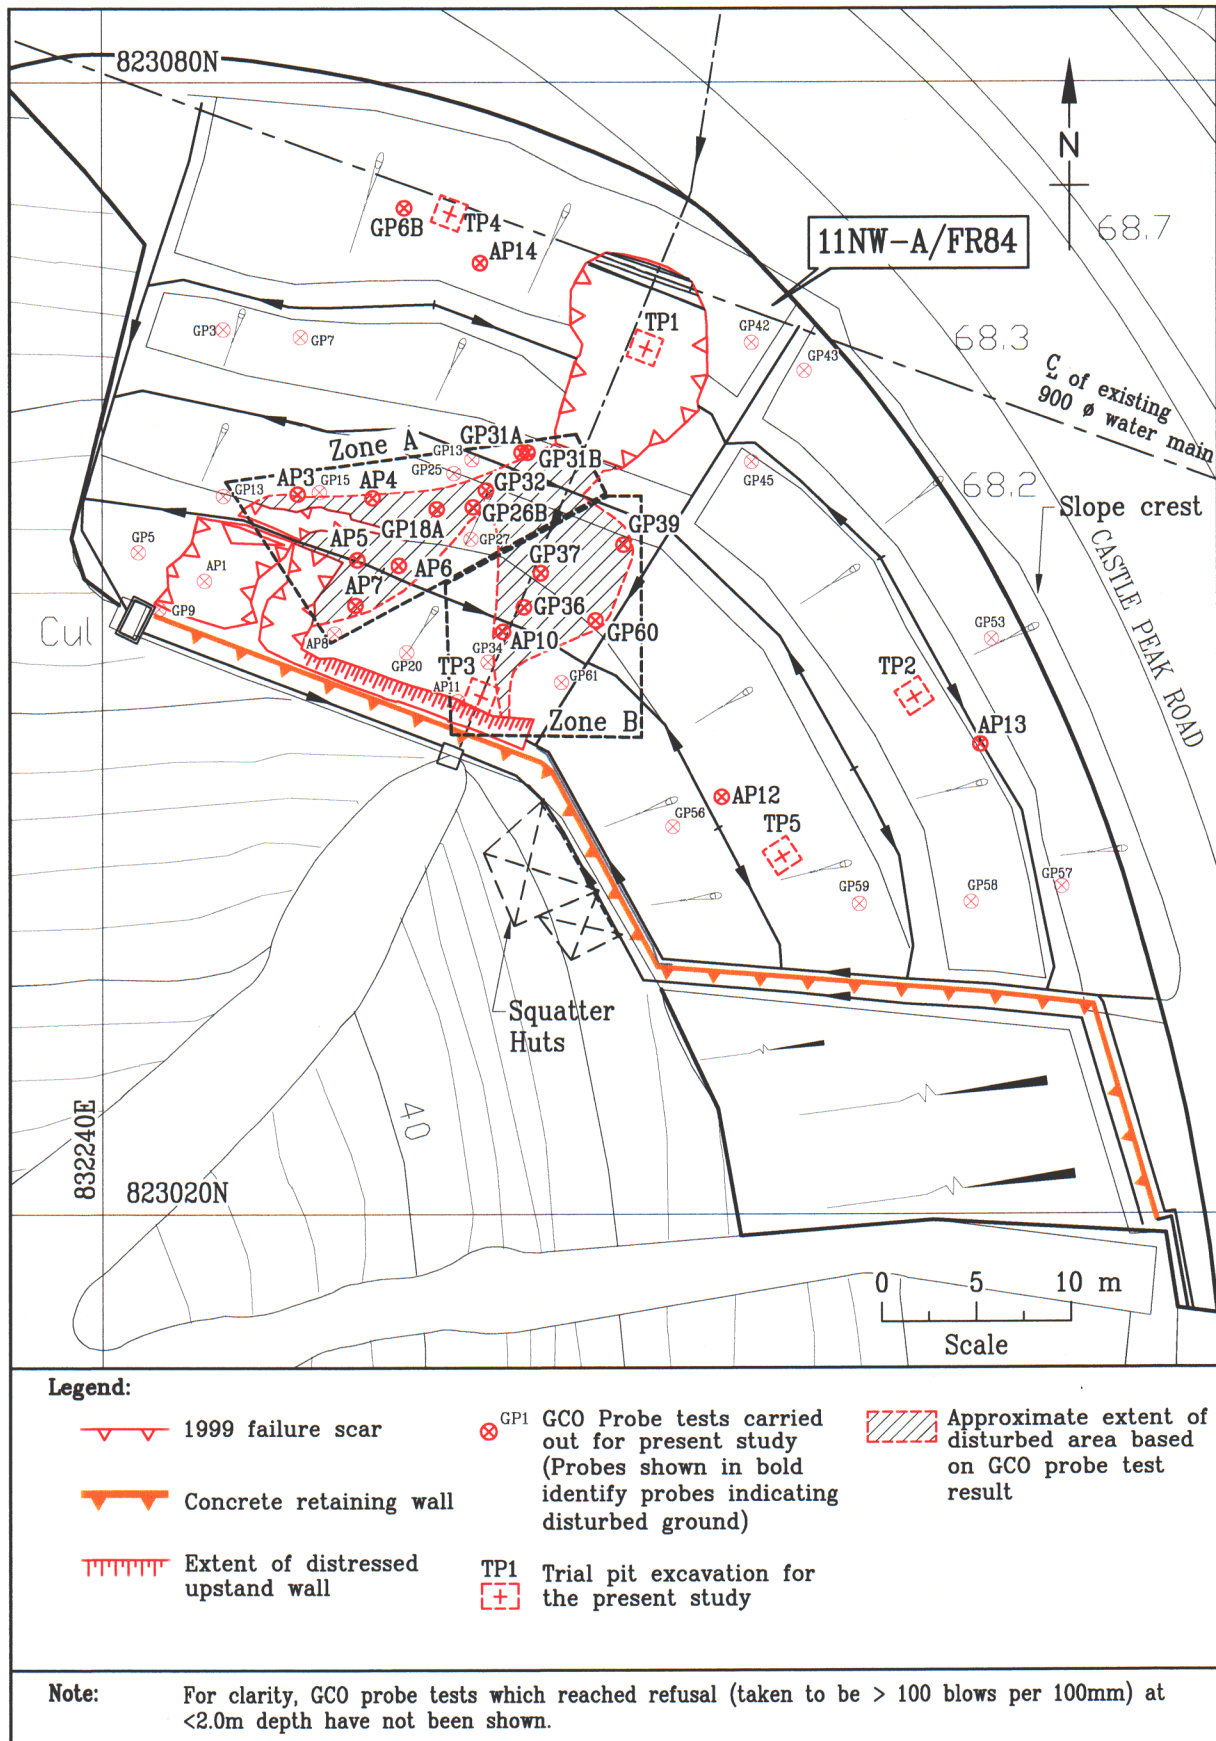 823080N
N
68.7
GP6B
TP4
AP14
11NW-A/FR84
GP3
GP7
TP1
GP42
GP43
68.3
C of existing
900 ø water main
Zone A
GP31A
GP13
GP31B
GP25
AP3
GP15
AP4
GP32
GP13
GP18A
GP26B
GP45
68.2
Slope crest
GP5
AP5
AP6
GP27
GP37
GP39
CASTLE PEAK ROAD
AP1
AP7
GP36
GP60
GP9
AP8
AP10
GP53
Cul
GP20
GP34
TP3
AP11
GP61
TP2
Zone B
AP13
AP12
GP56
TP5
GP59
GP58
GP57
Squatter
Huts
40
832240E
823020N
0 5 10 m
Scale
Legend:
1999 failure scar
Concrete retaining wall
Extent of distressed
upstand wall
GP1
GCO Probe tests carried
out for present study
(Probes shown in bold
identify probes indicating
disturbed ground)
TP1
Trial pit excavation for
the present study
Approximate extent of
disturbed area based
on GCO probe test
result
Note:
For clarity, GCO probe tests which reached refusal (taken to be > 100 blows per 100mm) at
<2.0m depth have not been shown.